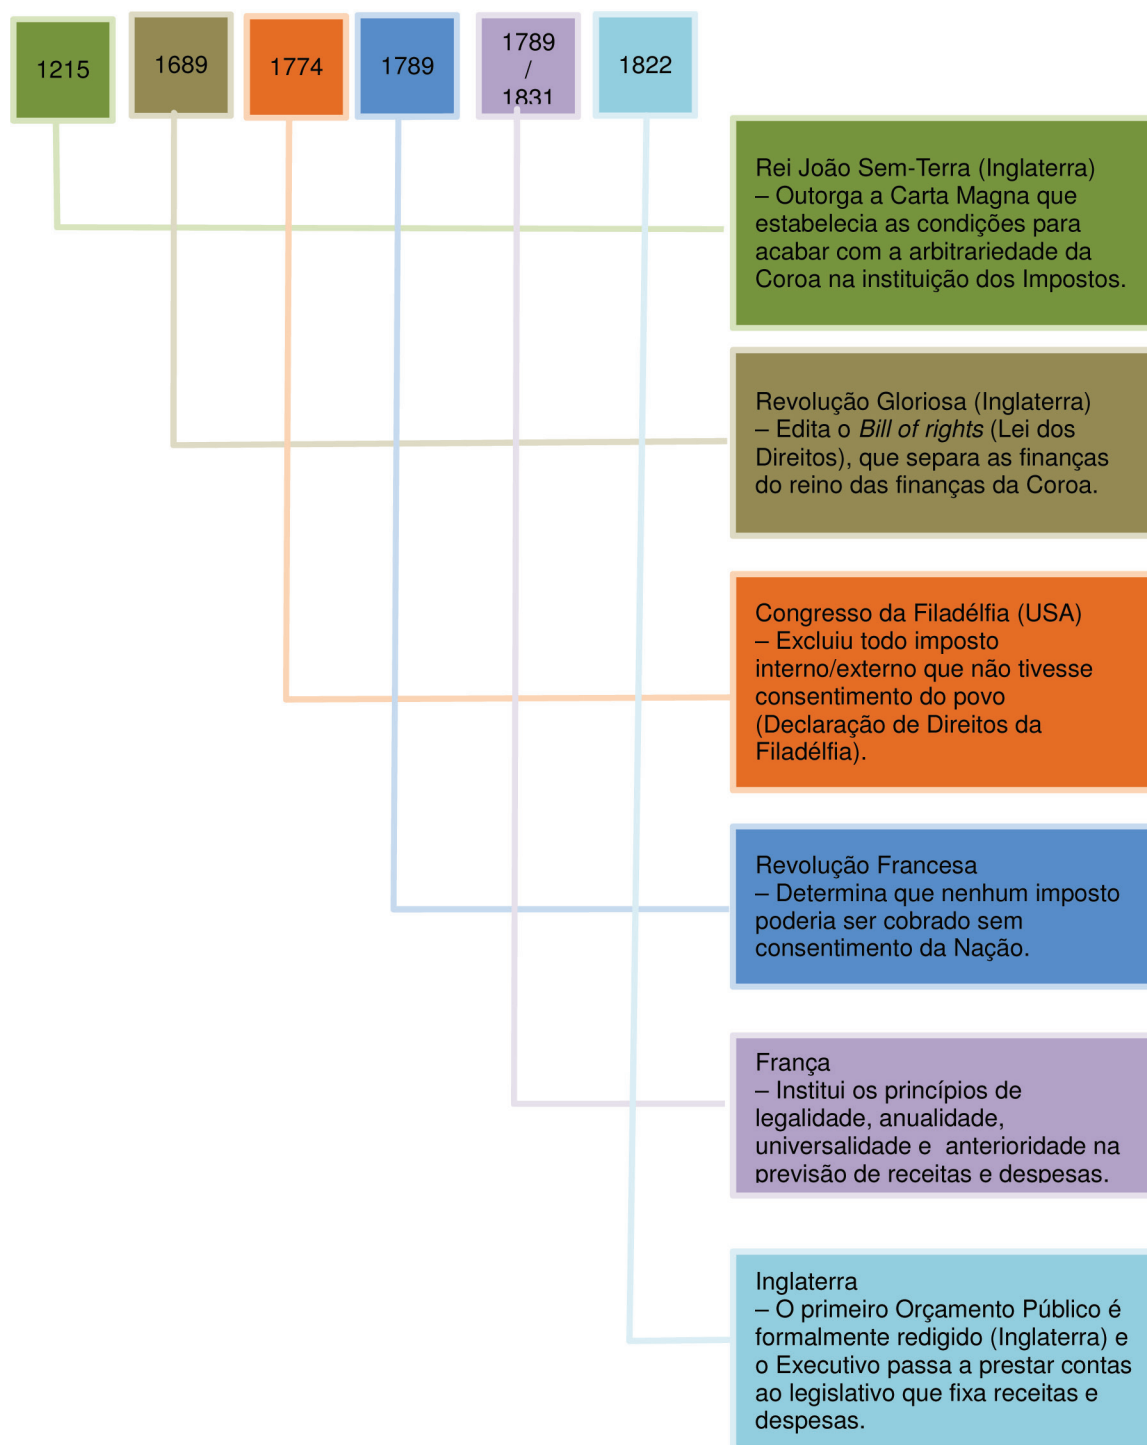 1215
1689
1774
1789
1789
/
1831
1822
Rei João Sem-Terra (Inglaterra)
– Outorga a Carta Magna que
estabelecia as condições para
acabar com a arbitrariedade da
Coroa na instituição dos Impostos.
Revolução Gloriosa (Inglaterra)
– Edita o Bill of rights (Lei dos
Direitos), que separa as finanças
do reino das finanças da Coroa.
Congresso da Filadélfia (USA)
– Excluiu todo imposto
interno/externo que não tivesse
consentimento do povo
(Declaração de Direitos da
Filadélfia).
Revolução Francesa
– Determina que nenhum imposto
poderia ser cobrado sem
consentimento da Nação.
França
– Institui os princípios de
legalidade, anualidade,
universalidade e  anterioridade na
previsão de receitas e despesas.
Inglaterra
– O primeiro Orçamento Público é
formalmente redigido (Inglaterra) e
o Executivo passa a prestar contas
ao legislativo que fixa receitas e
despesas.